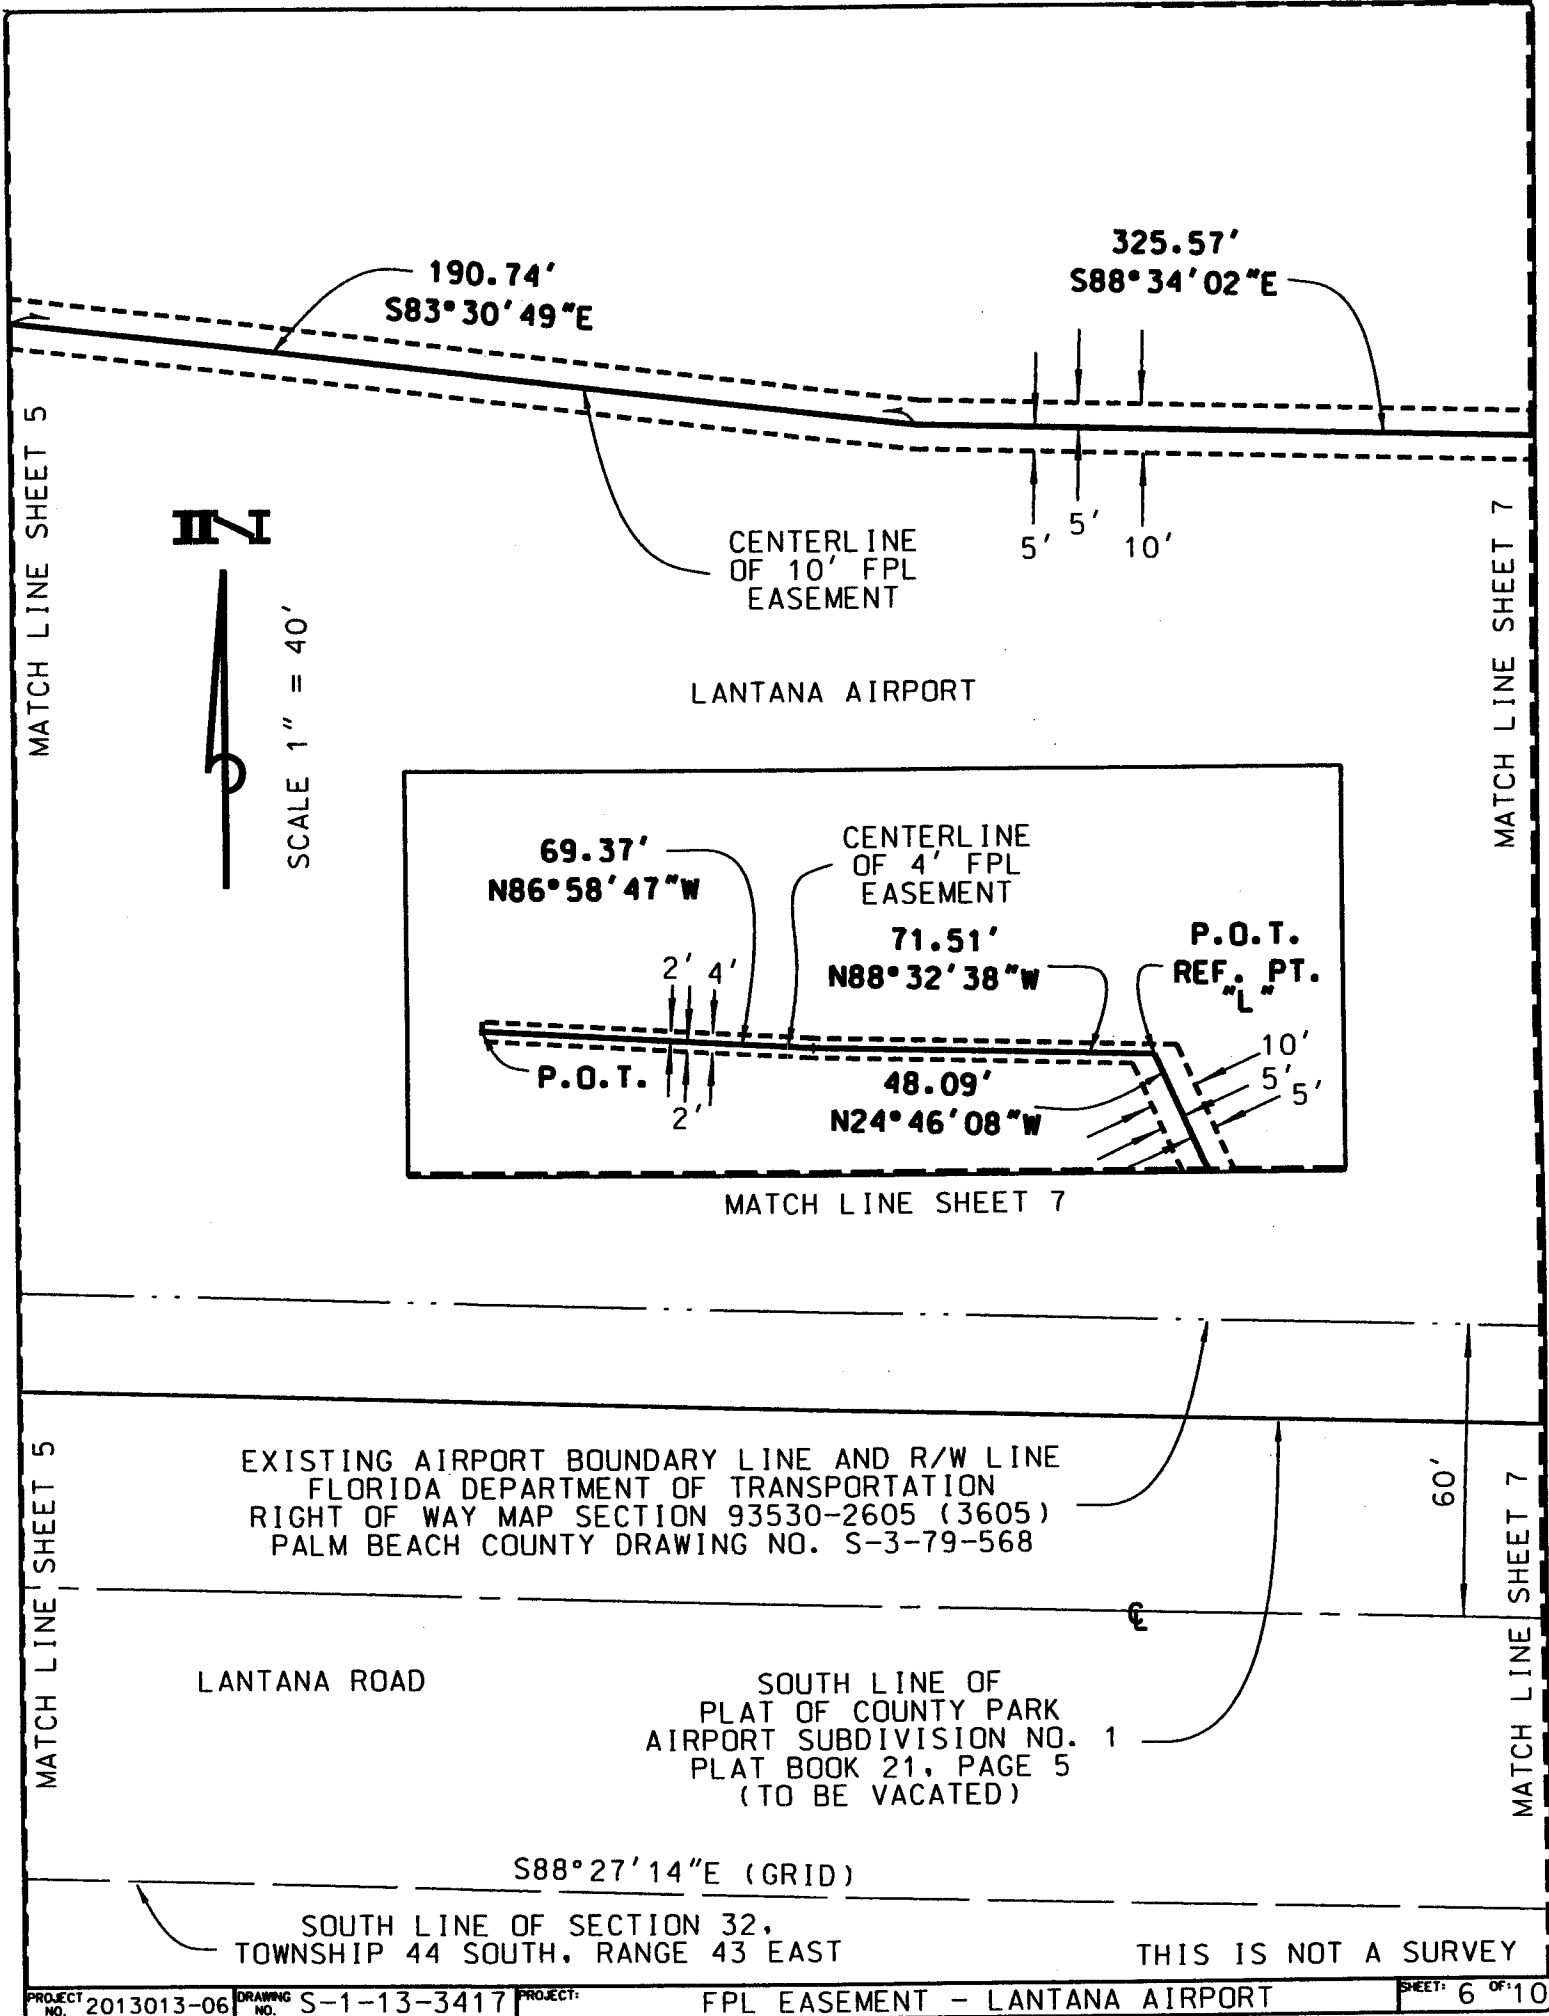 325.57'
S88°34'02"E
190.74'
S83°30'49"E
MATCH LINE SHEET 5
N
SCALE 1" = 40'
CENTERLINE
OF 10' FPL
EASEMENT
5'
5'
10'
MATCH LINE SHEET 7
LANTANA AIRPORT
69.37'
N86°58'47"W
CENTERLINE
OF 4' FPL
EASEMENT
71.51'
N88°32'38"W
P.O.T.
REF. PT.
"L"
2'
4'
P.O.T.
2'
48.09'
N24°46'08"W
10'
5'
5'
MATCH LINE SHEET 7
EXISTING AIRPORT BOUNDARY LINE AND R/W LINE
FLORIDA DEPARTMENT OF TRANSPORTATION
RIGHT OF WAY MAP SECTION 93530-2605 (3605)
PALM BEACH COUNTY DRAWING NO. S-3-79-568
60'
MATCH LINE SHEET 5
MATCH LINE SHEET 7
℄
LANTANA ROAD
SOUTH LINE OF
PLAT OF COUNTY PARK
AIRPORT SUBDIVISION NO. 1
PLAT BOOK 21, PAGE 5
(TO BE VACATED)
S88°27'14"E (GRID)
SOUTH LINE OF SECTION 32,
TOWNSHIP 44 SOUTH, RANGE 43 EAST
THIS IS NOT A SURVEY
PROJECT NO. 2013013-06 DRAWING NO. S-1-13-3417 PROJECT: FPL EASEMENT - LANTANA AIRPORT SHEET: 6 OF: 10